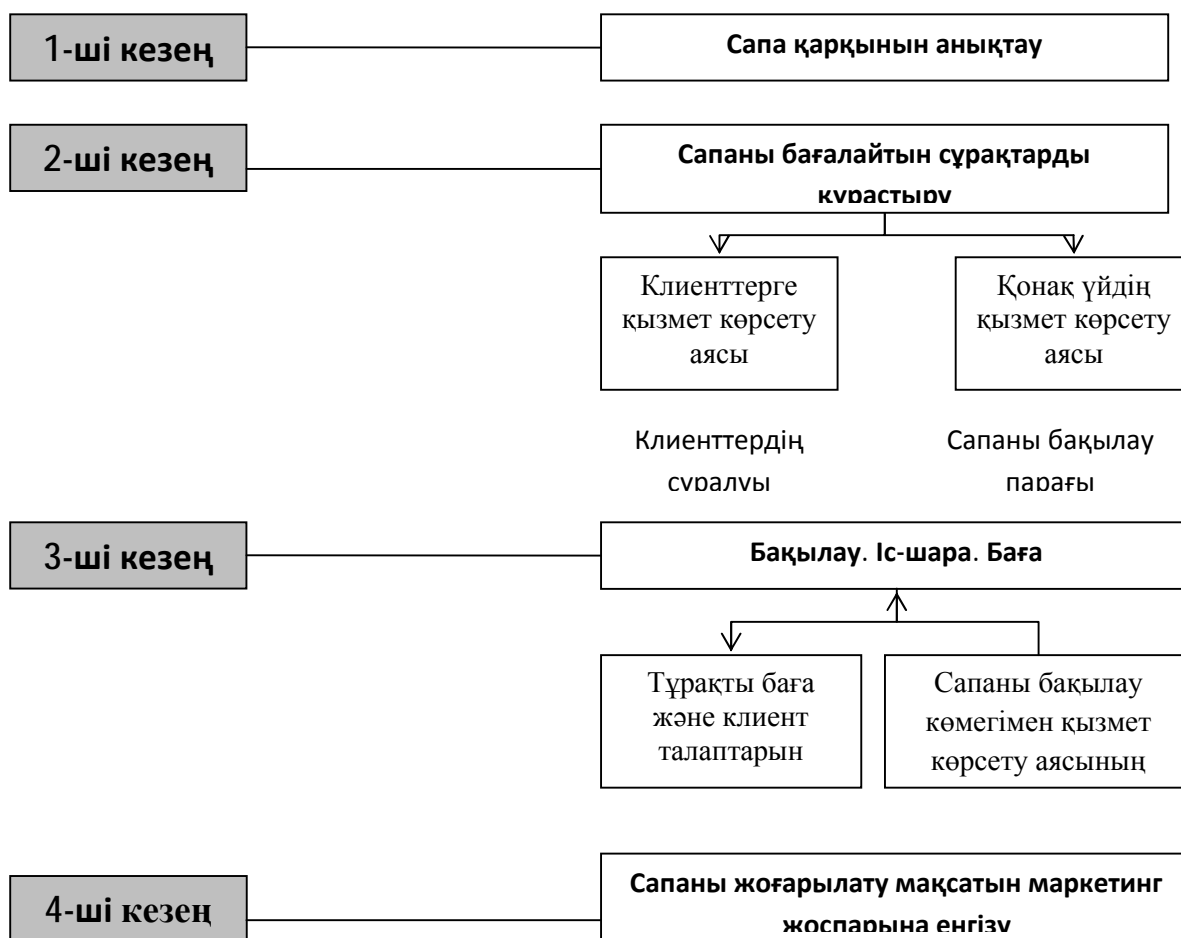 1-ші кезең
Сапа қарқынын анықтау
2-ші кезең
Сапаны бағалайтын сұрақтарды
құрастыру
Клиенттерге
қызмет көрсету
аясы
Қонақ үйдің
қызмет көрсету
аясы
Клиенттердің
сұралуы
Сапаны бақылау
парағы
3-ші кезең
Бақылау. Іс-шара. Баға
Тұрақты баға
және клиент
талаптарын
Сапаны бақылау
көмегімен қызмет
көрсету аясының
4-ші кезең
Сапаны жоғарылату мақсатын маркетинг
жоспарына енгізу